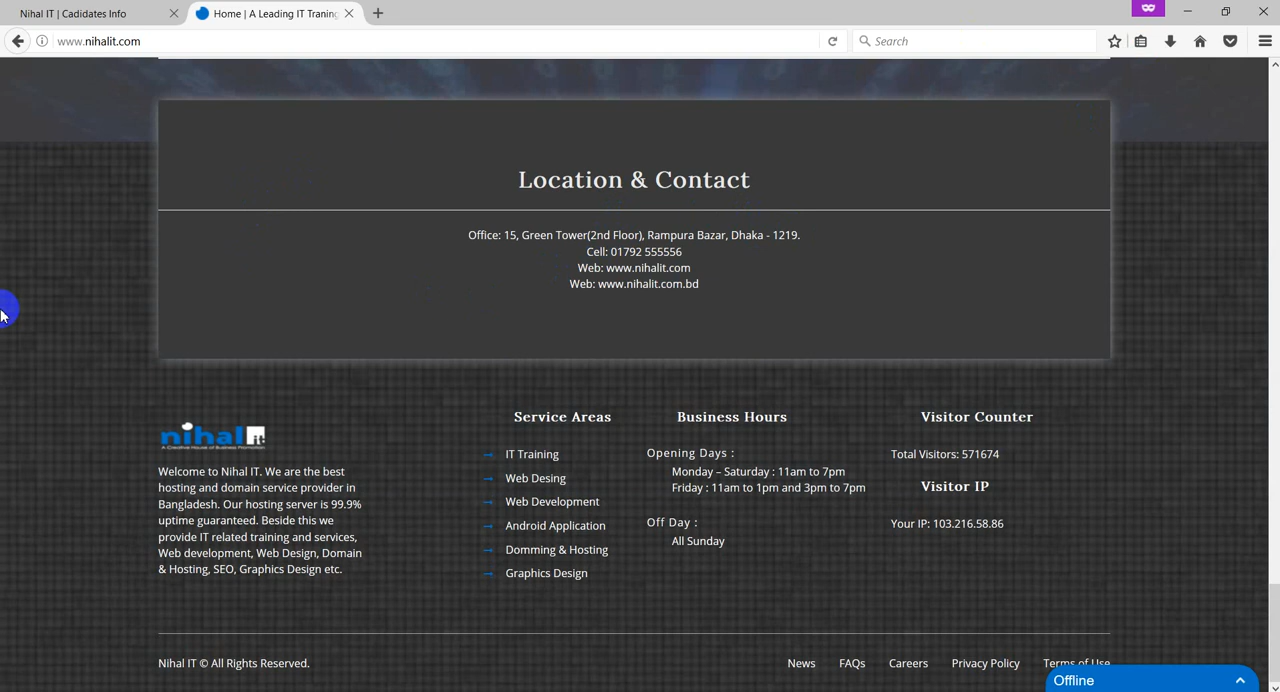 Nihal IT | Cadidates Info
Home | A Leading IT Traning
www.nihalit.com
Search
Location & Contact
Office: 15, Green Tower(2nd Floor), Rampura Bazar, Dhaka - 1219.
Cell: 01792 555556
Web: www.nihalit.com
Web: www.nihalit.com.bd
nihal it
A Creative House of Business Promotion
Welcome to Nihal IT. We are the best
hosting and domain service provider in
Bangladesh. Our hosting server is 99.9%
uptime guaranteed. Beside this we
provide IT related training and services,
Web development, Web Design, Domain
& Hosting, SEO, Graphics Design etc.
Service Areas
IT Training
Web Desing
Web Development
Android Application
Domming & Hosting
Graphics Design
Business Hours
Opening Days :
Monday – Saturday : 11am to 7pm
Friday : 11am to 1pm and 3pm to 7pm
Off Day :
All Sunday
Visitor Counter
Total Visitors: 571674
Visitor IP
Your IP: 103.216.58.86
Nihal IT © All Rights Reserved.
News
FAQs
Careers
Privacy Policy
Terms of Use
Offline